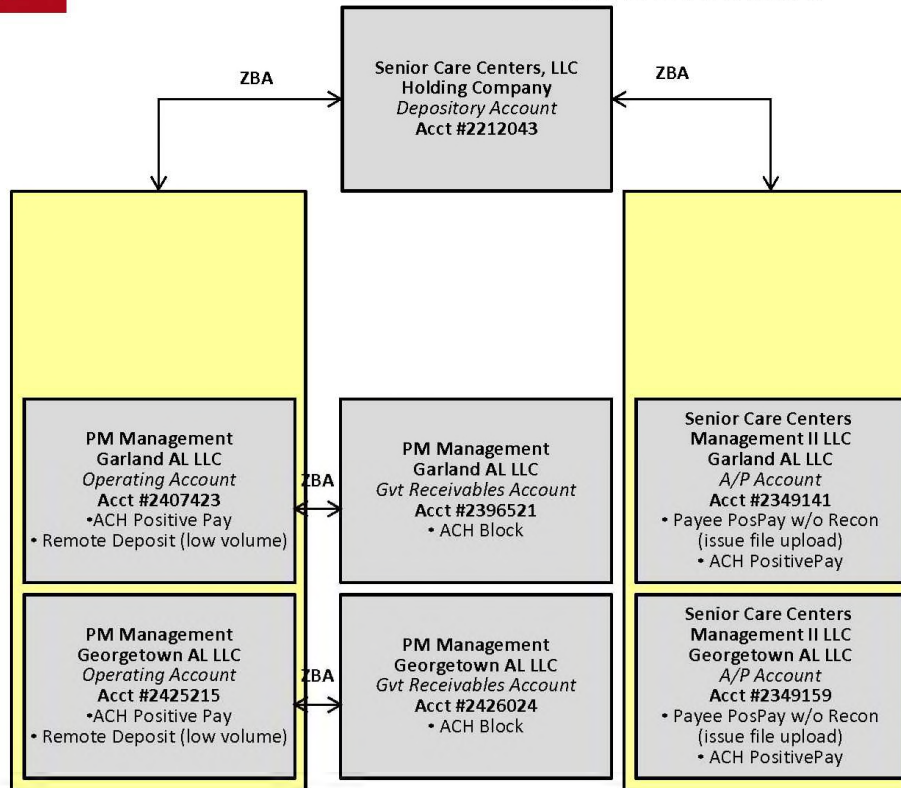 ZBA
Senior Care Centers, LLC
Holding Company
Depository Account
Acct #2212043
ZBA
PM Management
Garland AL LLC
Operating Account
Acct #2407423
•ACH Positive Pay
• Remote Deposit (low volume)
ZBA
PM Management
Garland AL LLC
Gvt Receivables Account
Acct #2396521
• ACH Block
Senior Care Centers
Management II LLC
Garland AL LLC
A/P Account
Acct #2349141
• Payee PosPay w/o Recon
(issue file upload)
• ACH PositivePay
PM Management
Georgetown AL LLC
Operating Account
Acct #2425215
•ACH Positive Pay
• Remote Deposit (low volume)
ZBA
PM Management
Georgetown AL LLC
Gvt Receivables Account
Acct #2426024
• ACH Block
Senior Care Centers
Management II LLC
Georgetown AL LLC
A/P Account
Acct #2349159
• Payee PosPay w/o Recon
(issue file upload)
• ACH PositivePay